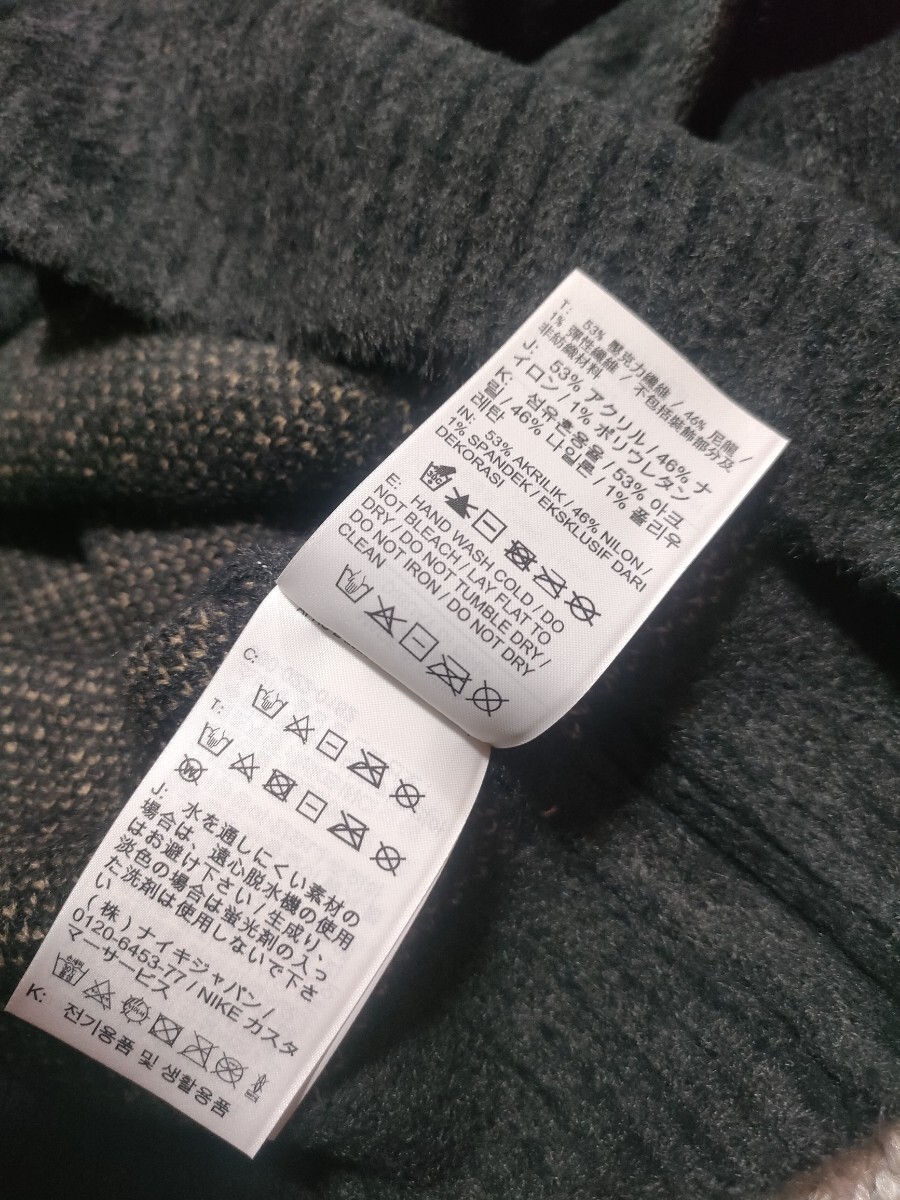 T: 53% 壓克力纖維 / 46% 尼龍 /
1% 彈性纖維 / 不包括裝飾部分及
非紡織材料
J: 53% アクリル / 46% ナ
イロン / 1% ポリウレタン
K: 섬유혼용율 / 53% 아크
릴 / 46% 나일론 / 1% 폴리우
레탄
IN: 53% AKRILIK / 46% NILON /
1% SPANDEK / EKSKLUSIF DARI
DEKORASI
30C
E: HAND WASH COLD / DO
NOT BLEACH / LAY FLAT TO
DRY / DO NOT TUMBLE DRY /
DO NOT IRON / DO NOT DRY
CLEAN
C:
T:
J: 水を通しにくい素材の
場合は、遠心脱水機の使用
はお避け下さい / 生成り、
淡色の場合は蛍光剤の入っ
た洗剤は使用しないで下さ
い
(株) ナイキジャパン /
0120-6453-77 / NIKE カスタ
マーサービス
K: 전기용품 및 생활용품